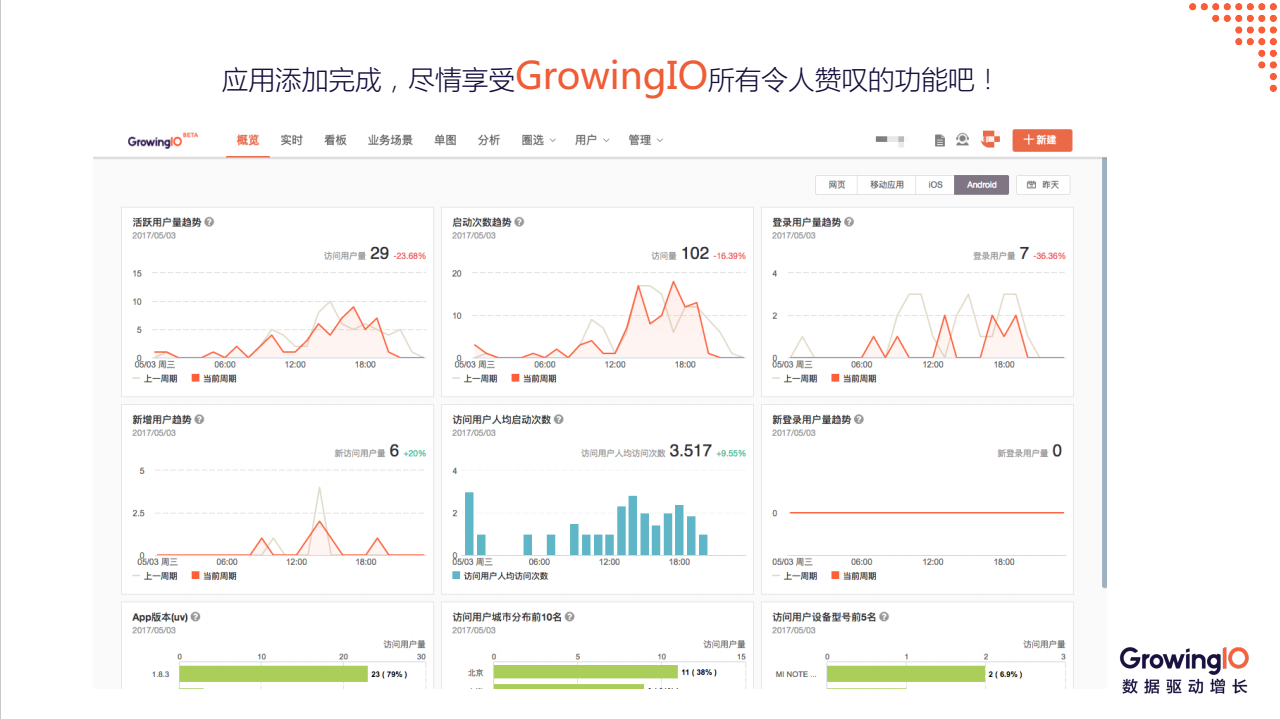 应用添加完成，尽情享受GrowingIO所有令人赞叹的功能吧！
GrowingIO BETA 概览 实时 看板 业务场景 单图 分析 圈选 用户 管理 新建
网页 移动应用 iOS Android 昨天
活跃用户量趋势
2017/05/03
访问用户量 29 -23.68%
15
10
5
0
05/03 周三 06:00 12:00 18:00
上一周期 当前周期
启动次数趋势
2017/05/03
访问量 102 -16.39%
20
10
0
05/03 周三 06:00 12:00 18:00
上一周期 当前周期
登录用户量趋势
2017/05/03
登录用户量 7 -36.36%
4
2
0
05/03 周三 06:00 12:00 18:00
上一周期 当前周期
新增用户趋势
2017/05/03
新访问用户量 6 +20%
5
2.5
0
05/03 周三 06:00 12:00 18:00
上一周期 当前周期
访问用户人均启动次数
2017/05/03
访问用户人均访问次数 3.517 +9.55%
4
2
0
05/03 周三 06:00 12:00 18:00
访问用户人均访问次数
新登录用户量趋势
2017/05/03
新登录用户量 0
0
05/03 周三 06:00 12:00 18:00
上一周期 当前周期
App版本(uv)
2017/05/03
访问用户量
0 10 20 30
1.8.3 23 ( 79% )
访问用户城市分布前10名
2017/05/03
访问用户量
0 5 10 15
北京 11 ( 38% )
访问用户设备型号前5名
2017/05/03
访问用户量
0 1 2 3
MI NOTE ... 2 ( 6.9% )
GrowingIO
数据驱动增长